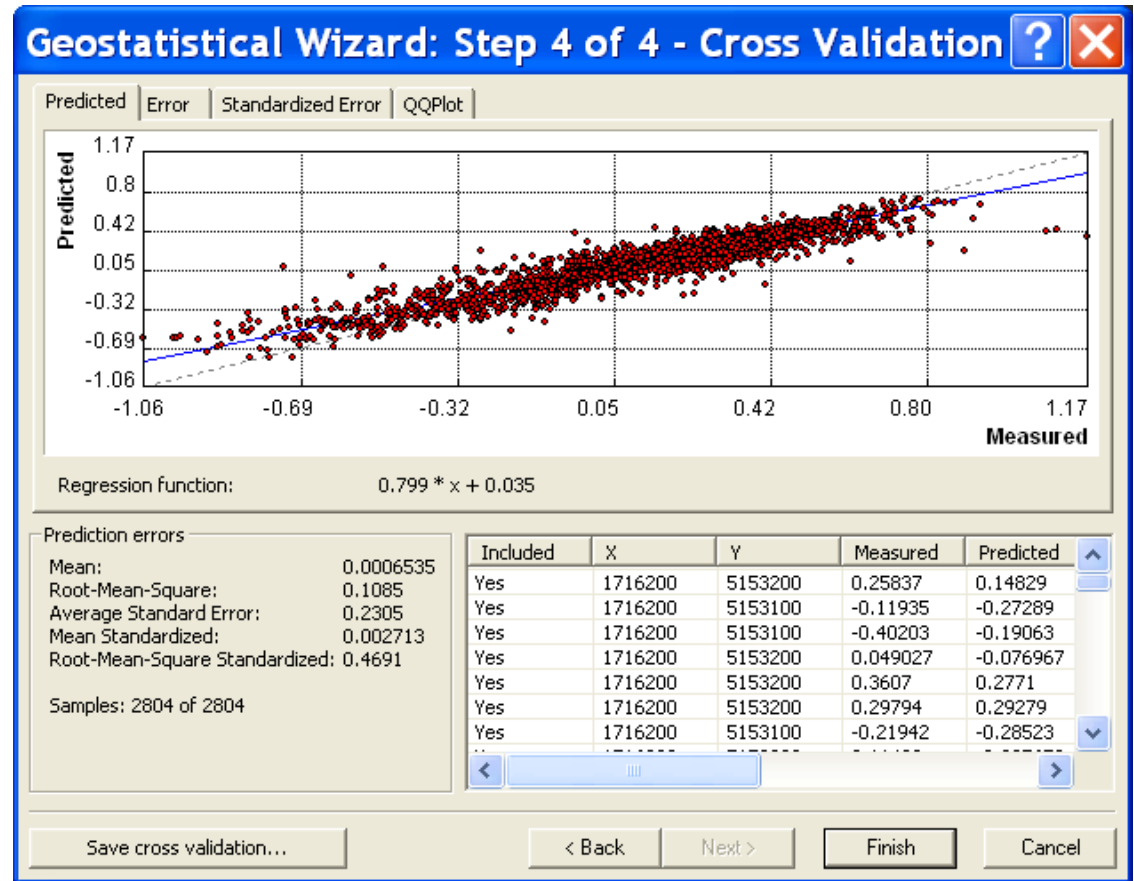 Geostatistical Wizard: Step 4 of 4 - Cross Validation
Predicted Error Standardized Error QQPlot
Predicted
1.17
0.8
0.42
0.05
-0.32
-0.69
-1.06
-1.06 -0.69 -0.32 0.05 0.42 0.80 1.17
Measured
Regression function: 0.799 * x + 0.035
Prediction errors
Mean: 0.0006535
Root-Mean-Square: 0.1085
Average Standard Error: 0.2305
Mean Standardized: 0.002713
Root-Mean-Square Standardized: 0.4691
Samples: 2804 of 2804
Included X Y Measured Predicted
Yes 1716200 5153200 0.25837 0.14829
Yes 1716200 5153100 -0.11935 -0.27289
Yes 1716200 5153100 -0.40203 -0.19063
Yes 1716200 5153200 0.049027 -0.076967
Yes 1716200 5153200 0.3607 0.2771
Yes 1716200 5153200 0.29794 0.29279
Yes 1716200 5153100 -0.21942 -0.28523
Save cross validation... < Back Next > Finish Cancel